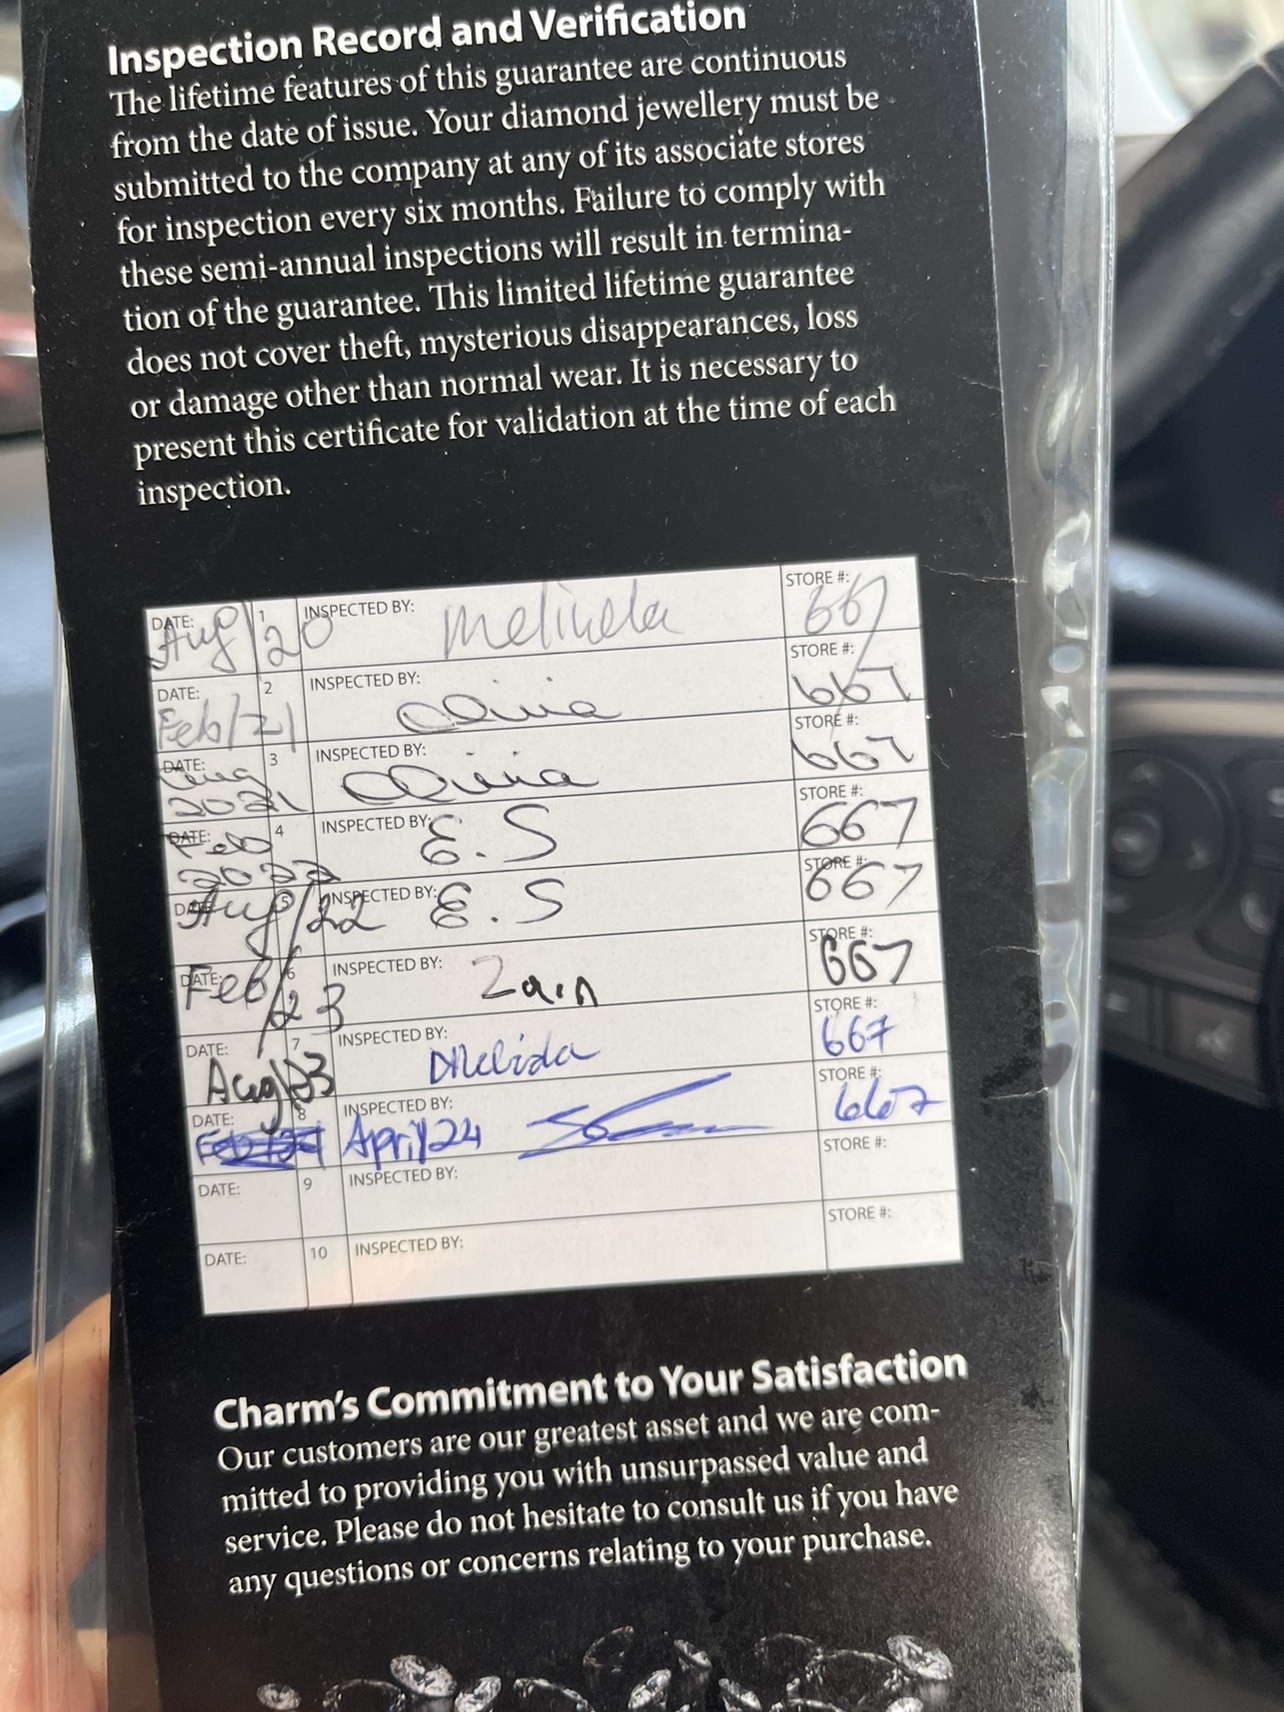 Inspection Record and Verification
The lifetime features of this guarantee are continuous
from the date of issue. Your diamond jewellery must be
submitted to the company at any of its associate stores
for inspection every six months. Failure to comply with
these semi-annual inspections will result in termina-
tion of the guarantee. This limited lifetime guarantee
does not cover theft, mysterious disappearances, loss
or damage other than normal wear. It is necessary to
present this certificate for validation at the time of each
inspection.
DATE: Aug/20 1 INSPECTED BY: Melinda STORE #: 667
DATE: Feb/21 2 INSPECTED BY: Olivia STORE #: 667
DATE: Aug 2021 3 INSPECTED BY: Olivia STORE #: 667
DATE: Feb 2022 4 INSPECTED BY: E.S STORE #: 667
DATE: Aug/22 5 INSPECTED BY: E.S STORE #: 667
DATE: Feb/23 6 INSPECTED BY: Zain STORE #: 667
DATE: Aug/23 7 INSPECTED BY: STORE #: 667
DATE: 8 INSPECTED BY: April 24 STORE #: 667
DATE: 9 INSPECTED BY: STORE #:
DATE: 10 INSPECTED BY: STORE #:
Charm's Commitment to Your Satisfaction
Our customers are our greatest asset and we are com-
mitted to providing you with unsurpassed value and
service. Please do not hesitate to consult us if you have
any questions or concerns relating to your purchase.